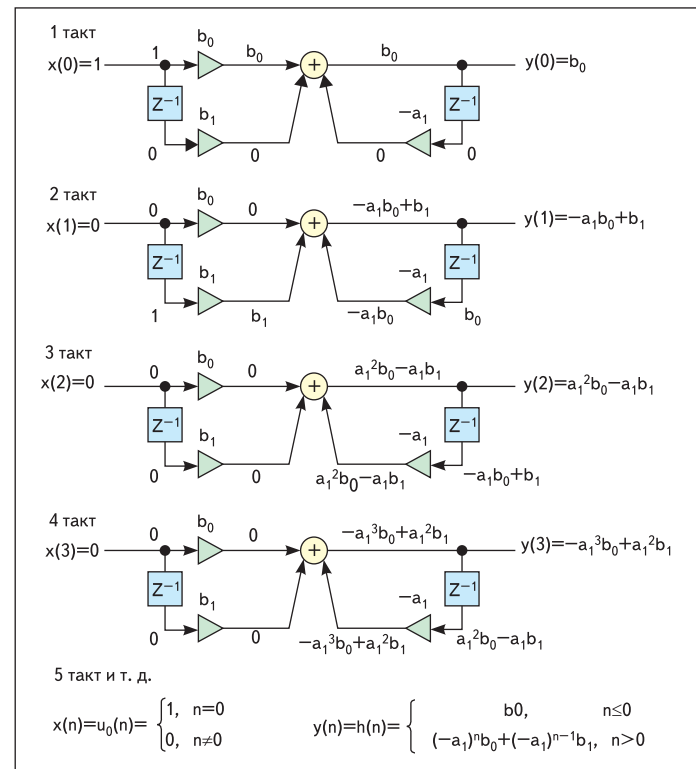 1 такт
x(0)=1
1
b₀
b₀
+
b₀
y(0)=b₀
Z⁻¹
Z⁻¹
b₁
−a₁
0
0
0
0
2 такт
x(1)=0
0
b₀
0
+
−a₁b₀+b₁
y(1)=−a₁b₀+b₁
Z⁻¹
Z⁻¹
b₁
−a₁
1
b₁
−a₁b₀
b₀
3 такт
x(2)=0
0
b₀
0
+
a₁²b₀−a₁b₁
y(2)=a₁²b₀−a₁b₁
Z⁻¹
Z⁻¹
b₁
−a₁
0
0
a₁²b₀−a₁b₁
−a₁b₀+b₁
4 такт
x(3)=0
0
b₀
0
+
−a₁³b₀+a₁²b₁
y(3)=−a₁³b₀+a₁²b₁
Z⁻¹
Z⁻¹
b₁
−a₁
0
0
−a₁³b₀+a₁²b₁
a₁²b₀−a₁b₁
5 такт и т. д.
x(n)=u₀(n)= {1, n=0
0, n≠0
y(n)=h(n)= { b0, n≤0
(−a₁)ⁿb₀+(−a₁)ⁿ⁻¹b₁, n>0